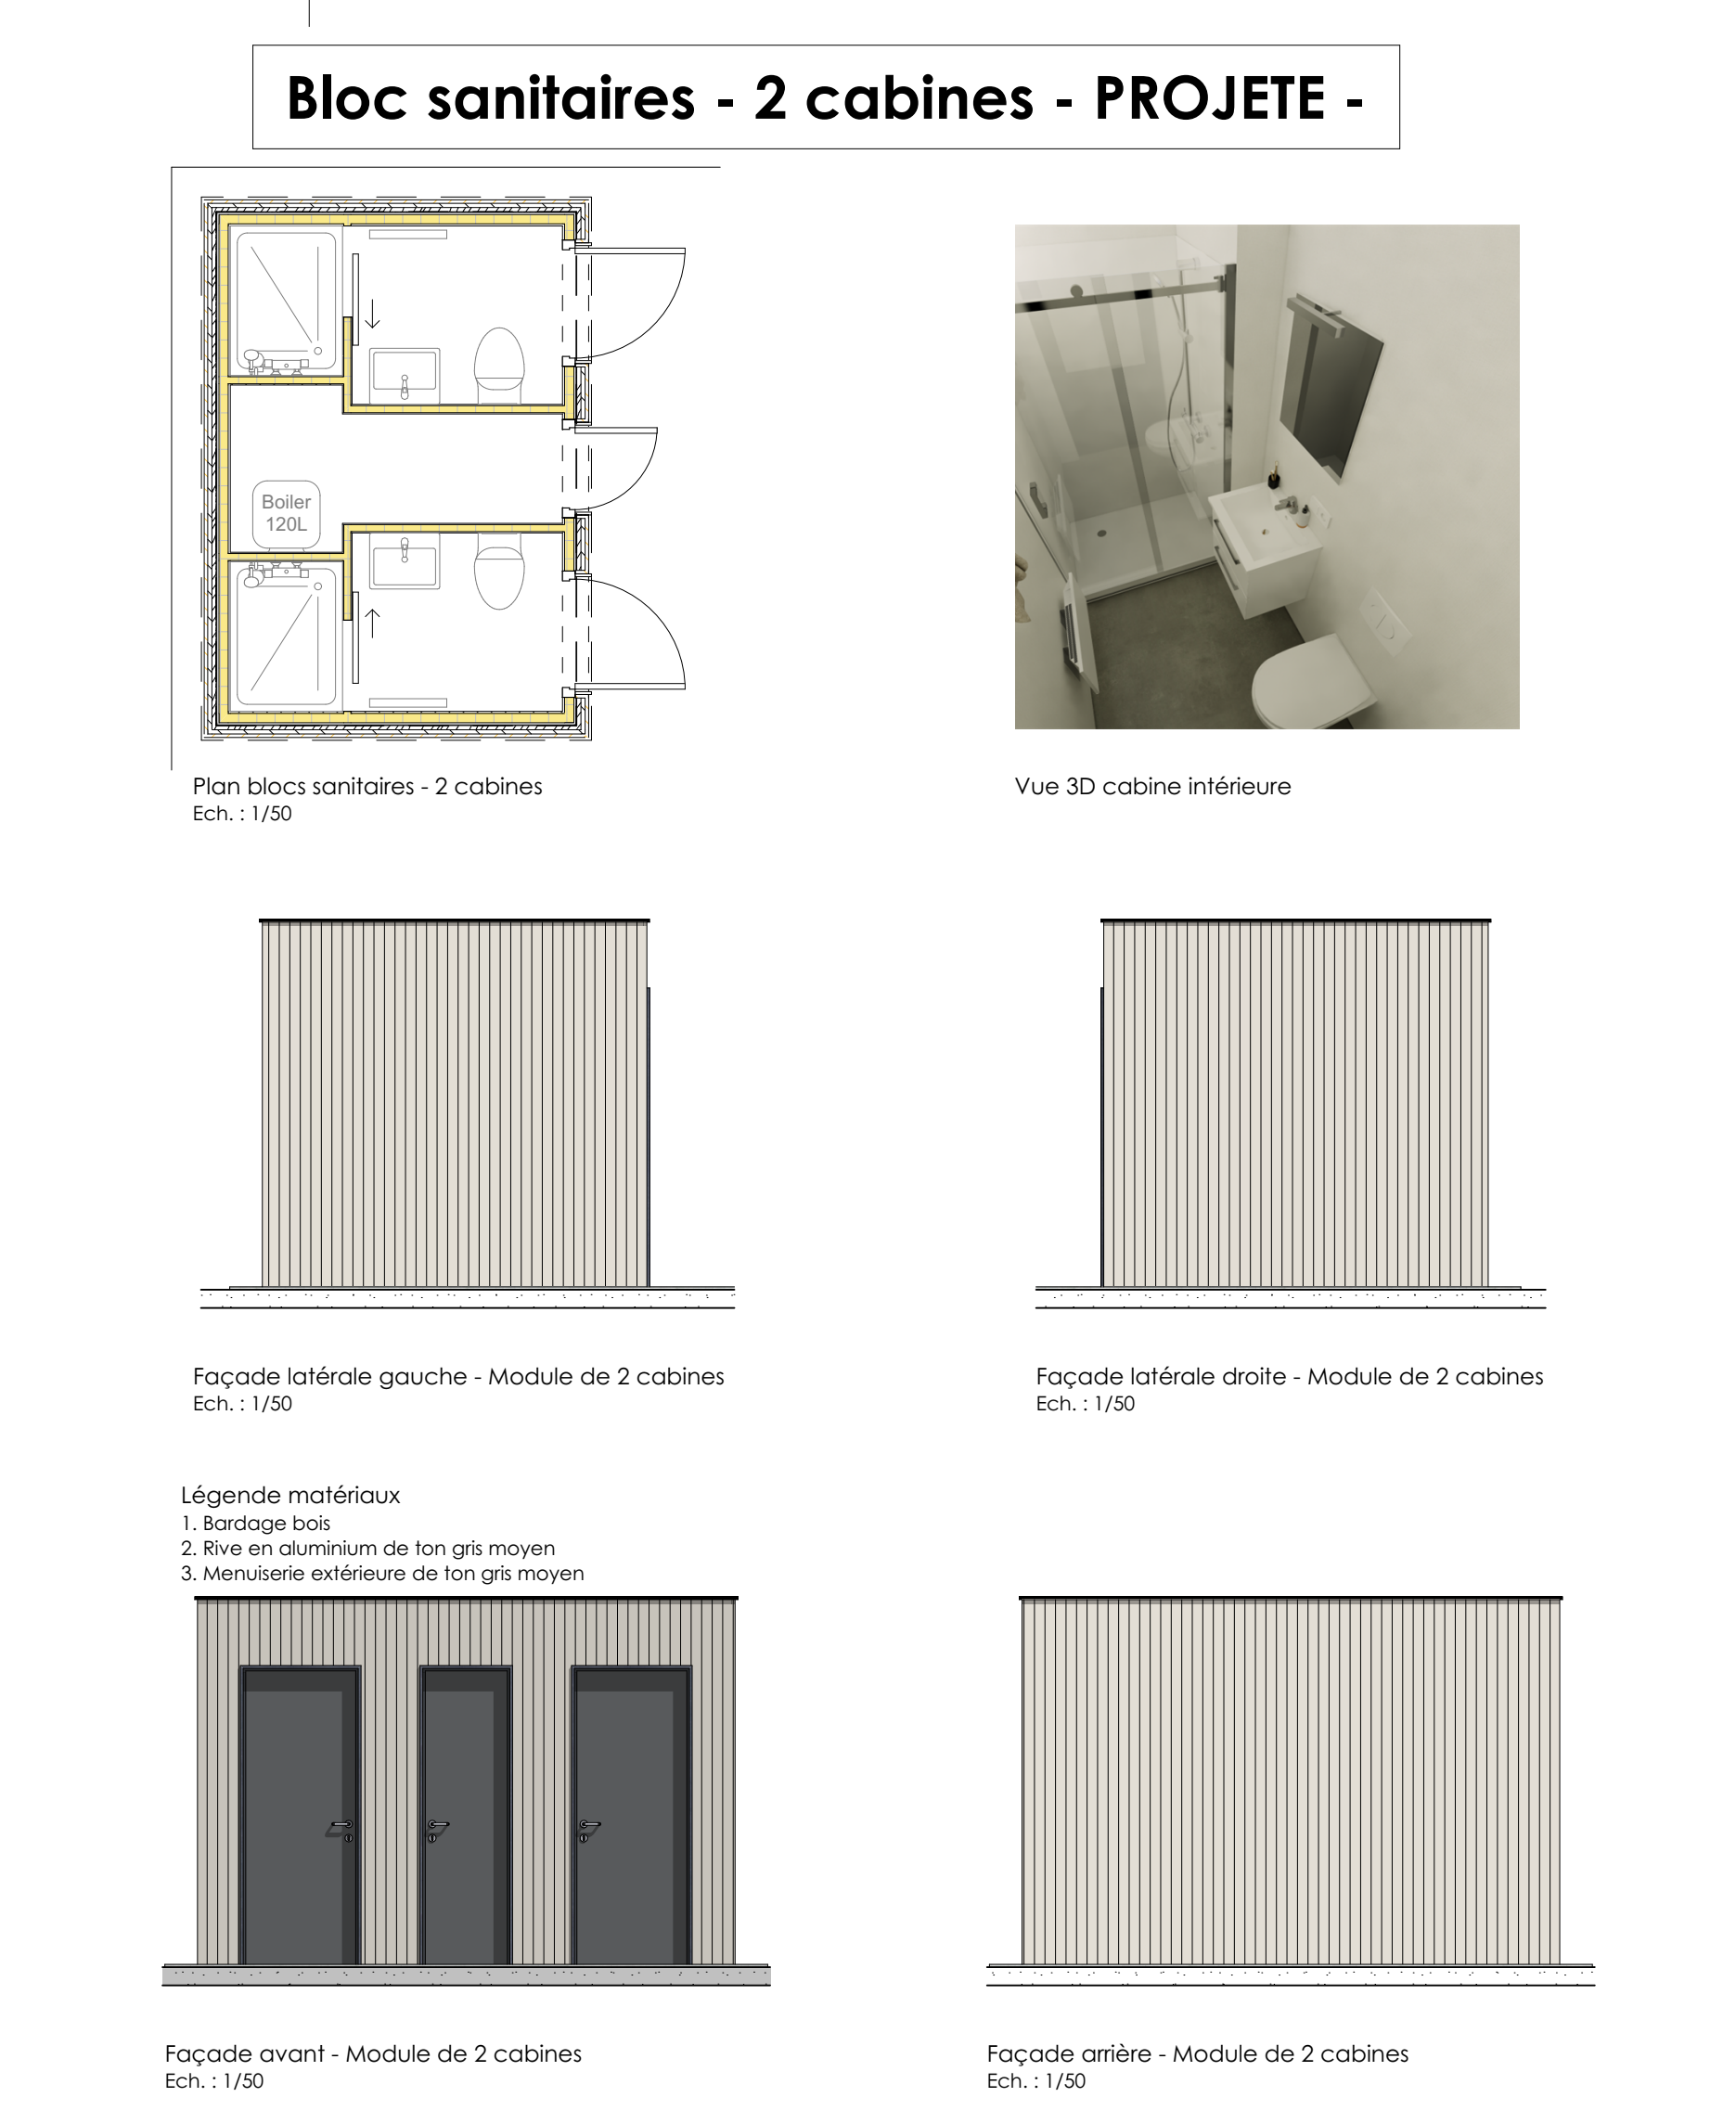 Bloc sanitaires - 2 cabines - PROJETE -
Boiler
120L
Plan blocs sanitaires - 2 cabines
Ech. : 1/50
Vue 3D cabine intérieure
Façade latérale gauche - Module de 2 cabines
Ech. : 1/50
Façade latérale droite - Module de 2 cabines
Ech. : 1/50
Légende matériaux
1. Bardage bois
2. Rive en aluminium de ton gris moyen
3. Menuiserie extérieure de ton gris moyen
Façade avant - Module de 2 cabines
Ech. : 1/50
Façade arrière - Module de 2 cabines
Ech. : 1/50